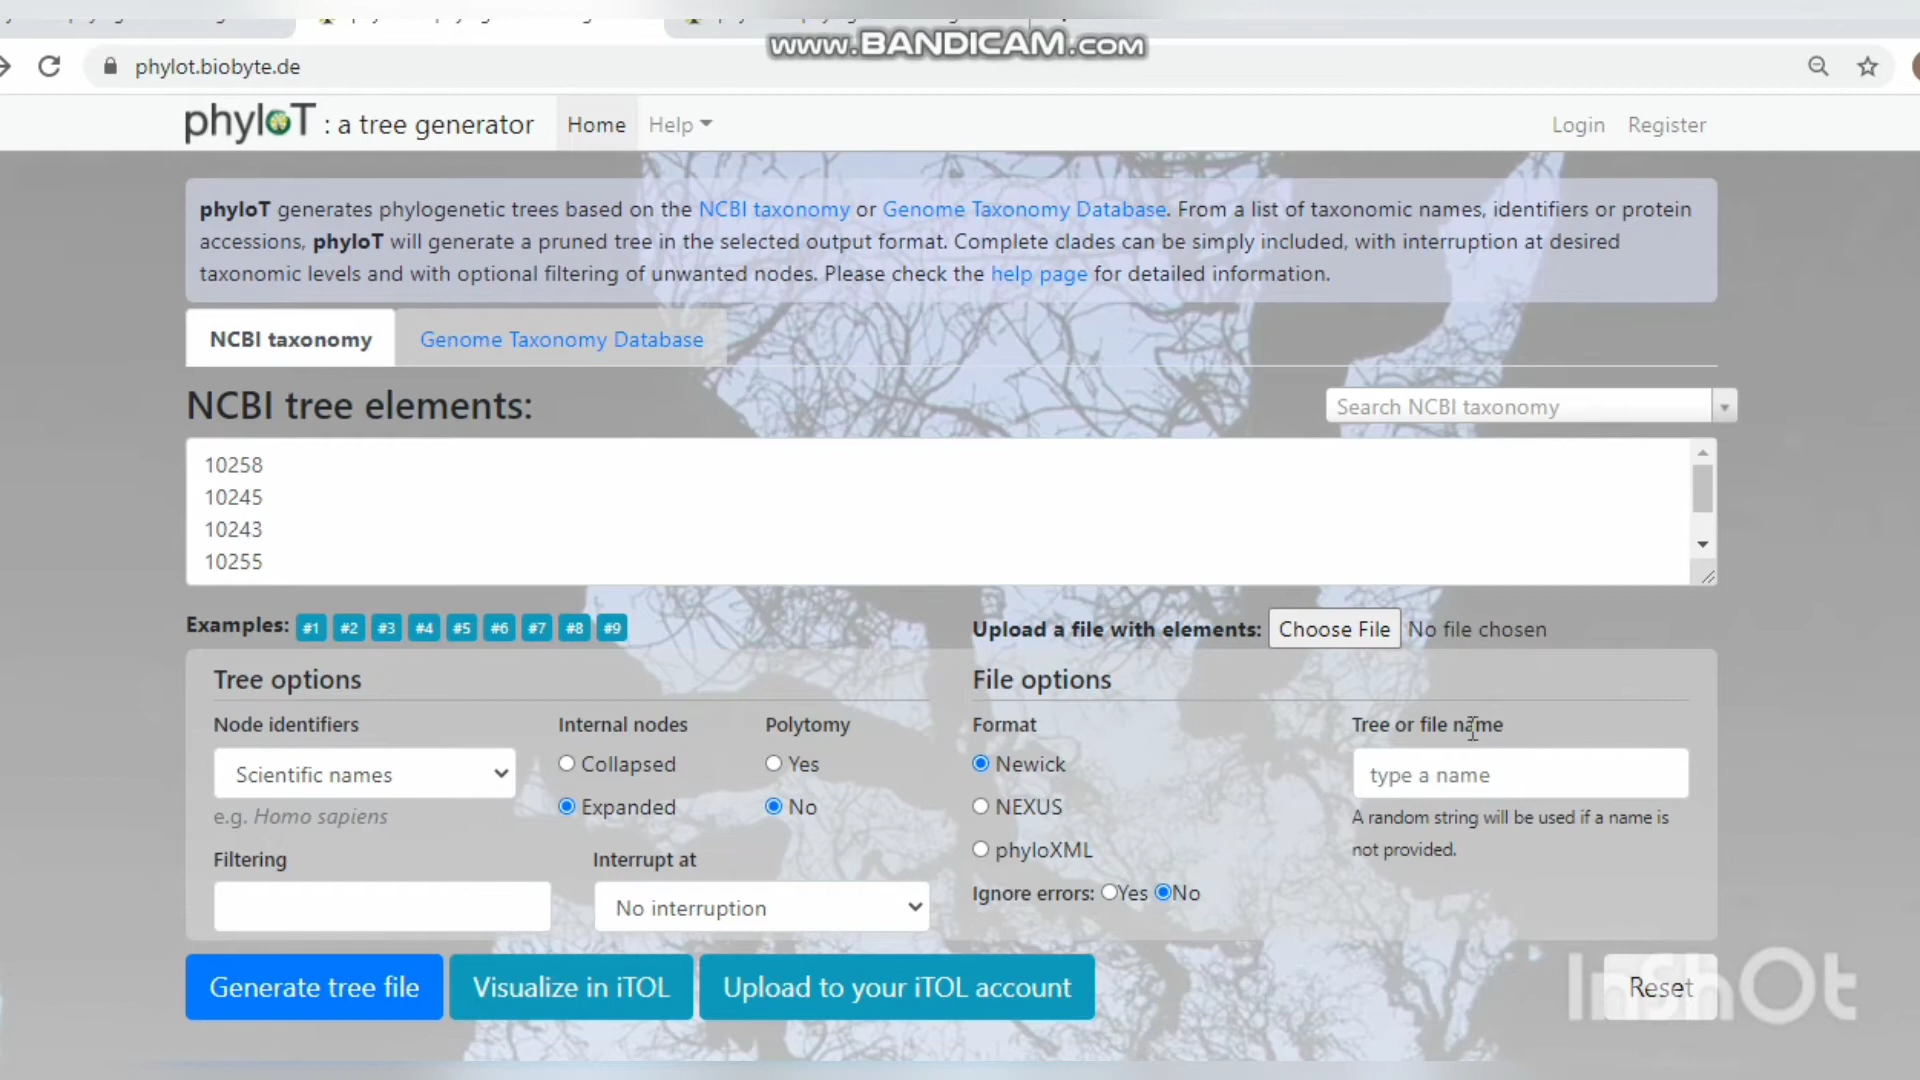 www.BANDICAM.com
phylot.biobyte.de
phyloT : a tree generator
Home
Help
Login
Register
phyloT generates phylogenetic trees based on the NCBI taxonomy or Genome Taxonomy Database. From a list of taxonomic names, identifiers or protein
accessions, phyloT will generate a pruned tree in the selected output format. Complete clades can be simply included, with interruption at desired
taxonomic levels and with optional filtering of unwanted nodes. Please check the help page for detailed information.
NCBI taxonomy
Genome Taxonomy Database
NCBI tree elements:
Search NCBI taxonomy
10258
10245
10243
10255
Examples: #1 #2 #3 #4 #5 #6 #7 #8 #9
Upload a file with elements: Choose File No file chosen
Tree options
Node identifiers
Scientific names
e.g. Homo sapiens
Internal nodes
Collapsed
Expanded
Polytomy
Yes
No
Filtering
Interrupt at
No interruption
File options
Format
Newick
NEXUS
phyloXML
Ignore errors: Yes No
Tree or file name
type a name
A random string will be used if a name is
not provided.
Generate tree file
Visualize in iTOL
Upload to your iTOL account
Reset
InShOt